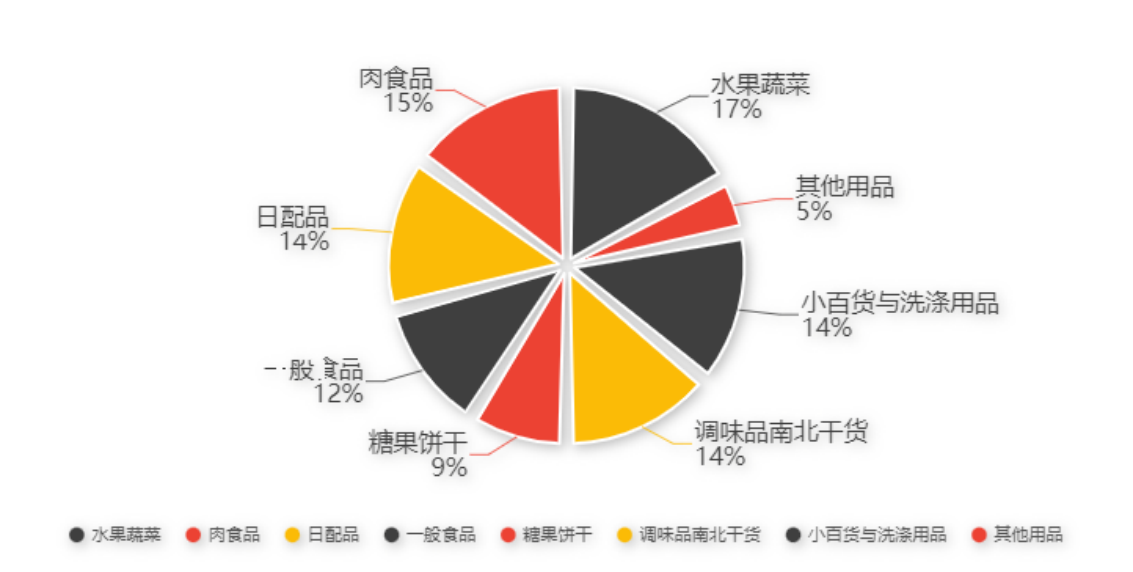 肉食品
15%
水果蔬菜
17%
其他用品
5%
日配品
14%
小百货与洗涤用品
14%
一般食品
12%
糖果饼干
9%
调味品南北干货
14%
水果蔬菜 肉食品 日配品 一般食品 糖果饼干 调味品南北干货 小百货与洗涤用品 其他用品